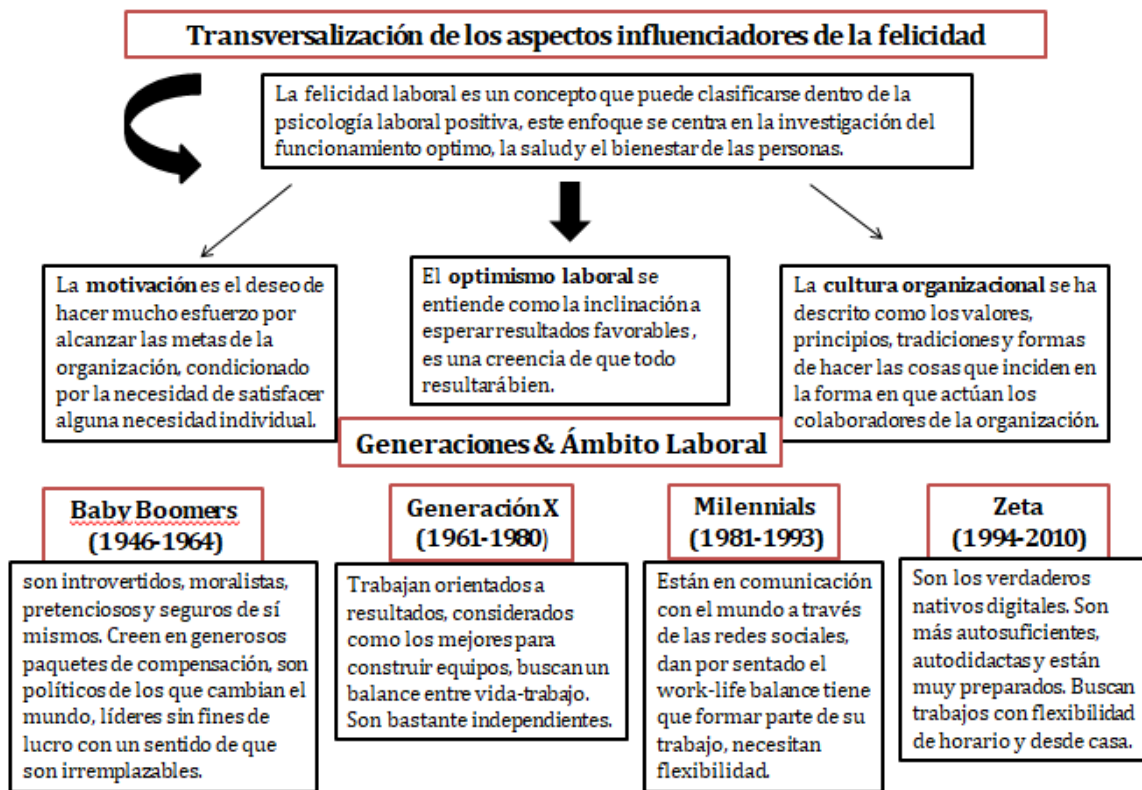 Transversalización de los aspectos influenciadores de la felicidad
La felicidad laboral es un concepto que puede clasificarse dentro de la
psicología laboral positiva, este enfoque se centra en la investigación del
funcionamiento optimo, la salud y el bienestar de las personas.
La motivación es el deseo de
hacer mucho esfuerzo por
alcanzar las metas de la
organización, condicionado
por la necesidad de satisfacer
alguna necesidad individual.
El optimismo laboral se
entiende como la inclinación a
esperar resultados favorables,
es una creencia de que todo
resultará bien.
La cultura organizacional se ha
descrito como los valores,
principios, tradiciones y formas
de hacer las cosas que inciden en
la forma en que actúan los
colaboradores de la organización.
Generaciones & Ámbito Laboral
Baby Boomers
(1946-1964)
son introvertidos, moralistas,
pretenciosos y seguros de sí
mismos. Creen en generosos
paquetes de compensación, son
políticos de los que cambian el
mundo, líderes sin fines de
lucro con un sentido de que
son irremplazables.
Generación X
(1961-1980)
Trabajan orientados a
resultados, considerados
como los mejores para
construir equipos, buscan un
balance entre vida-trabajo.
Son bastante independientes.
Milennials
(1981-1993)
Están en comunicación
con el mundo a través
de las redes sociales,
dan por sentado el
work-life balance tiene
que formar parte de su
trabajo, necesitan
flexibilidad.
Zeta
(1994-2010)
Son los verdaderos
nativos digitales. Son
más autosuficientes,
autodidactas y están
muy preparados. Buscan
trabajos con flexibilidad
de horario y desde casa.